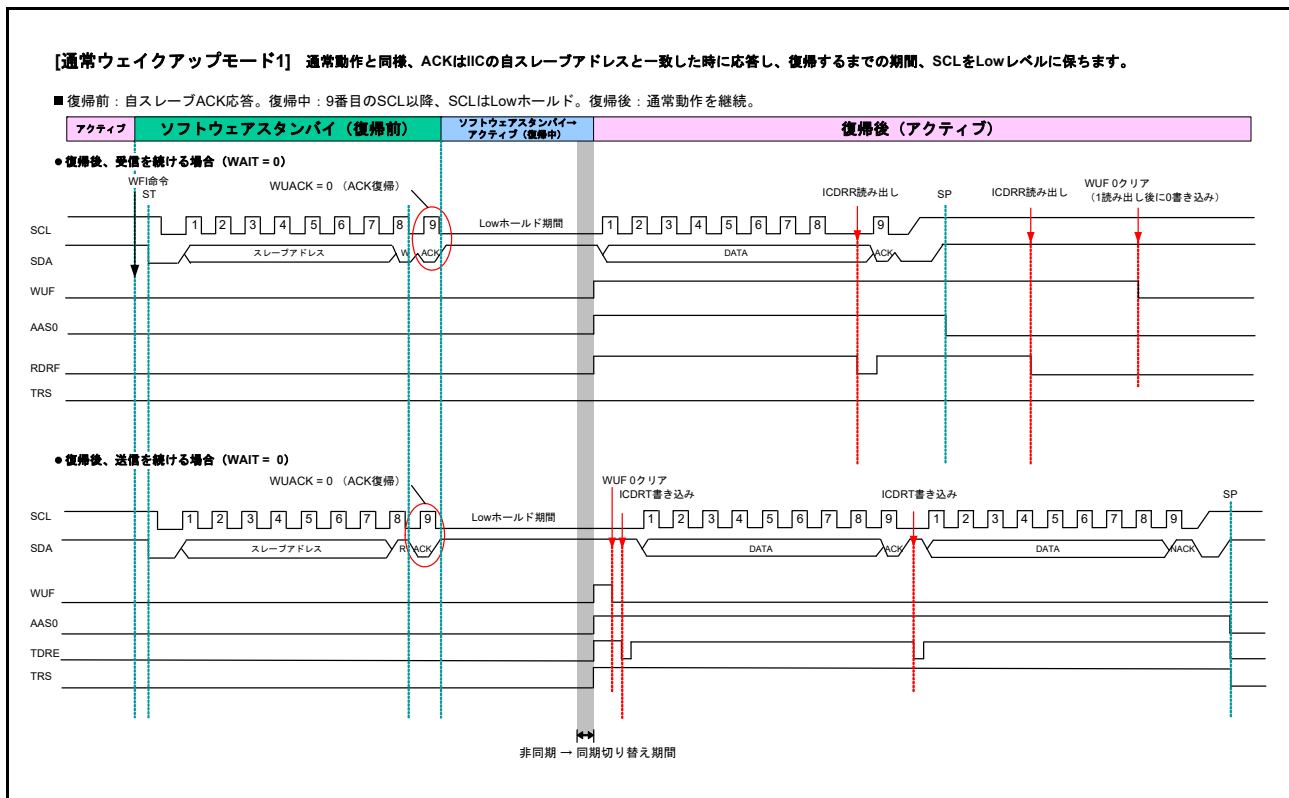 [通常ウェイクアップモード1] 通常動作と同様、ACKはIICの自スレーブアドレスと一致した時に応答し、復帰するまでの期間、SCLをLowレベルに保ちます。
■ 復帰前：自スレーブACK応答。復帰中：9番目のSCL以降、SCLはLowホールド。復帰後：通常動作を継続。
アクティブ
ソフトウェアスタンバイ（復帰前）
ソフトウェアスタンバイ→
アクティブ（復帰中）
復帰後（アクティブ）
● 復帰後、受信を続ける場合（WAIT = 0）
WFI命令
ST
WUACK = 0 （ACK復帰）
ICDRR読み出し
SP
ICDRR読み出し
WUF 0クリア
（1読み出し後に0書き込み）
SCL
1 2 3 4 5 6 7 8 9
Lowホールド期間
1 2 3 4 5 6 7 8 9
SDA
スレーブアドレス
W
ACK
DATA
ACK
WUF
AAS0
RDRF
TRS
● 復帰後、送信を続ける場合（WAIT = 0）
WUACK = 0 （ACK復帰）
WUF 0クリア
ICDRT書き込み
ICDRT書き込み
SP
SCL
1 2 3 4 5 6 7 8 9
Lowホールド期間
1 2 3 4 5 6 7 8 9
1 2 3 4 5 6 7 8 9
SDA
スレーブアドレス
R
ACK
DATA
ACK
DATA
NACK
WUF
AAS0
TDRE
TRS
非同期 → 同期切り替え期間